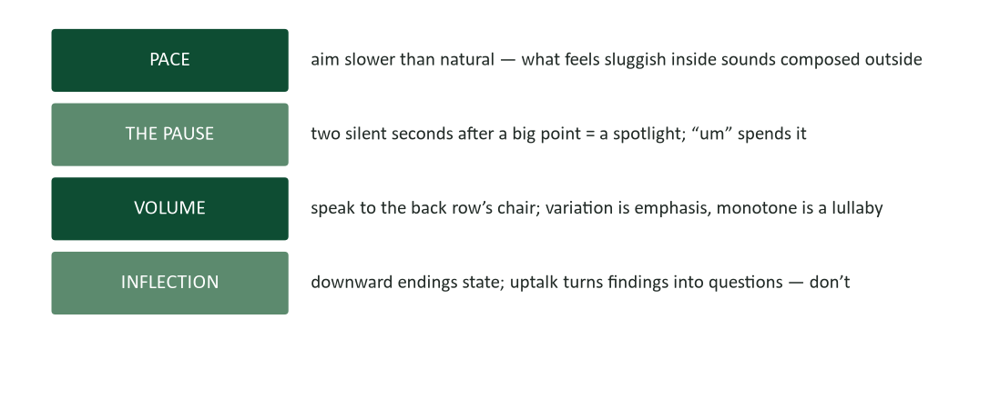 PACE
aim slower than natural — what feels sluggish inside sounds composed outside
THE PAUSE
two silent seconds after a big point = a spotlight; “um” spends it
VOLUME
speak to the back row’s chair; variation is emphasis, monotone is a lullaby
INFLECTION
downward endings state; uptalk turns findings into questions — don’t